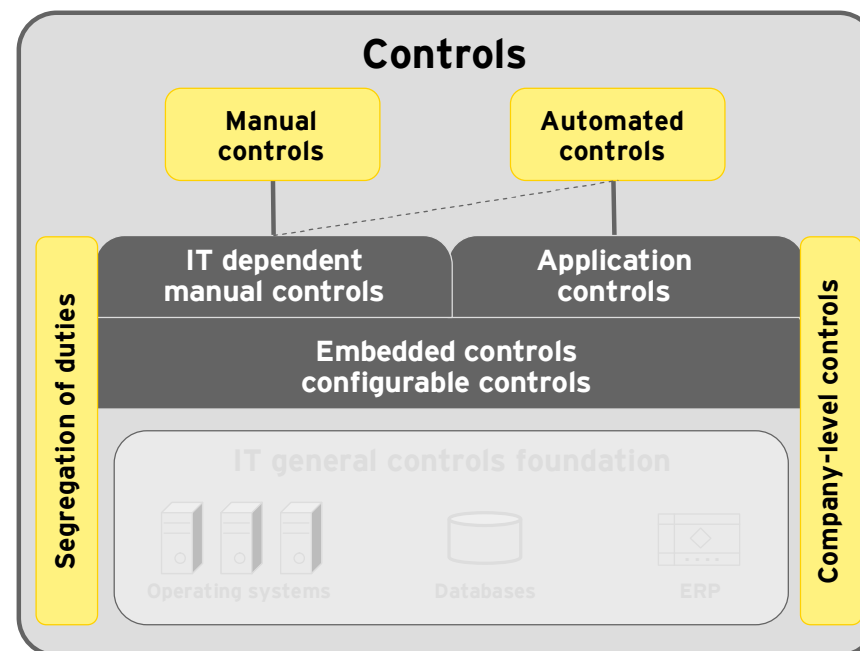 Controls
Manual
controls
Automated
controls
IT dependent
manual controls
Application
controls
Embedded controls
configurable controls
Segregation of duties
Company-level controls
IT general controls foundation
Operating systems
Databases
ERP